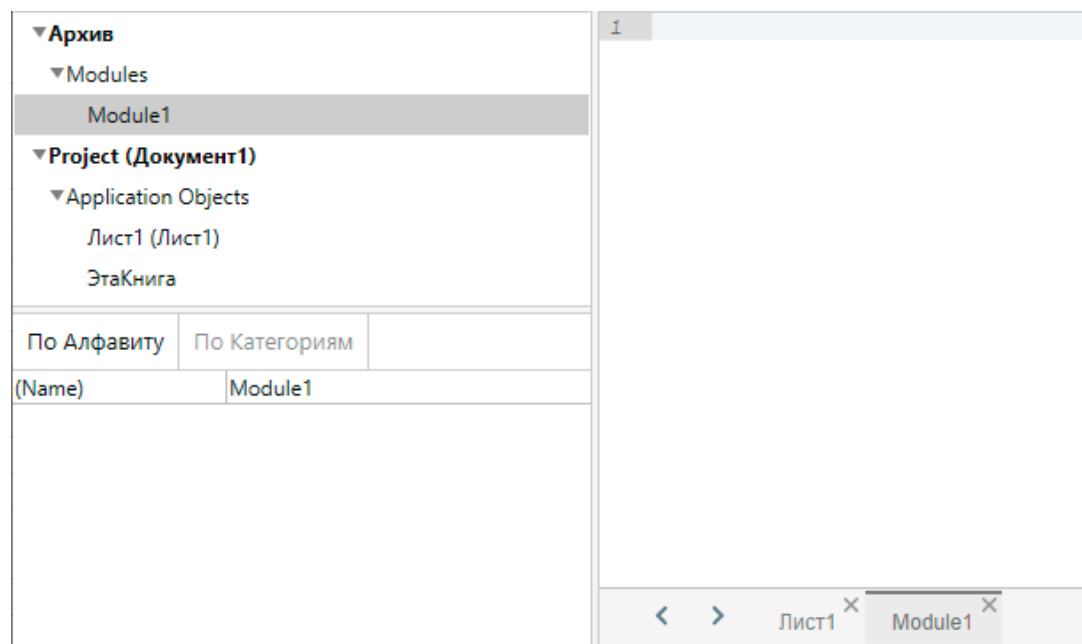 Архив
Modules
Module1
Project (Документ1)
Application Objects
Лист1 (Лист1)
ЭтаКнига
По Алфавиту По Категориям
(Name) Module1
1
Лист1 Module1